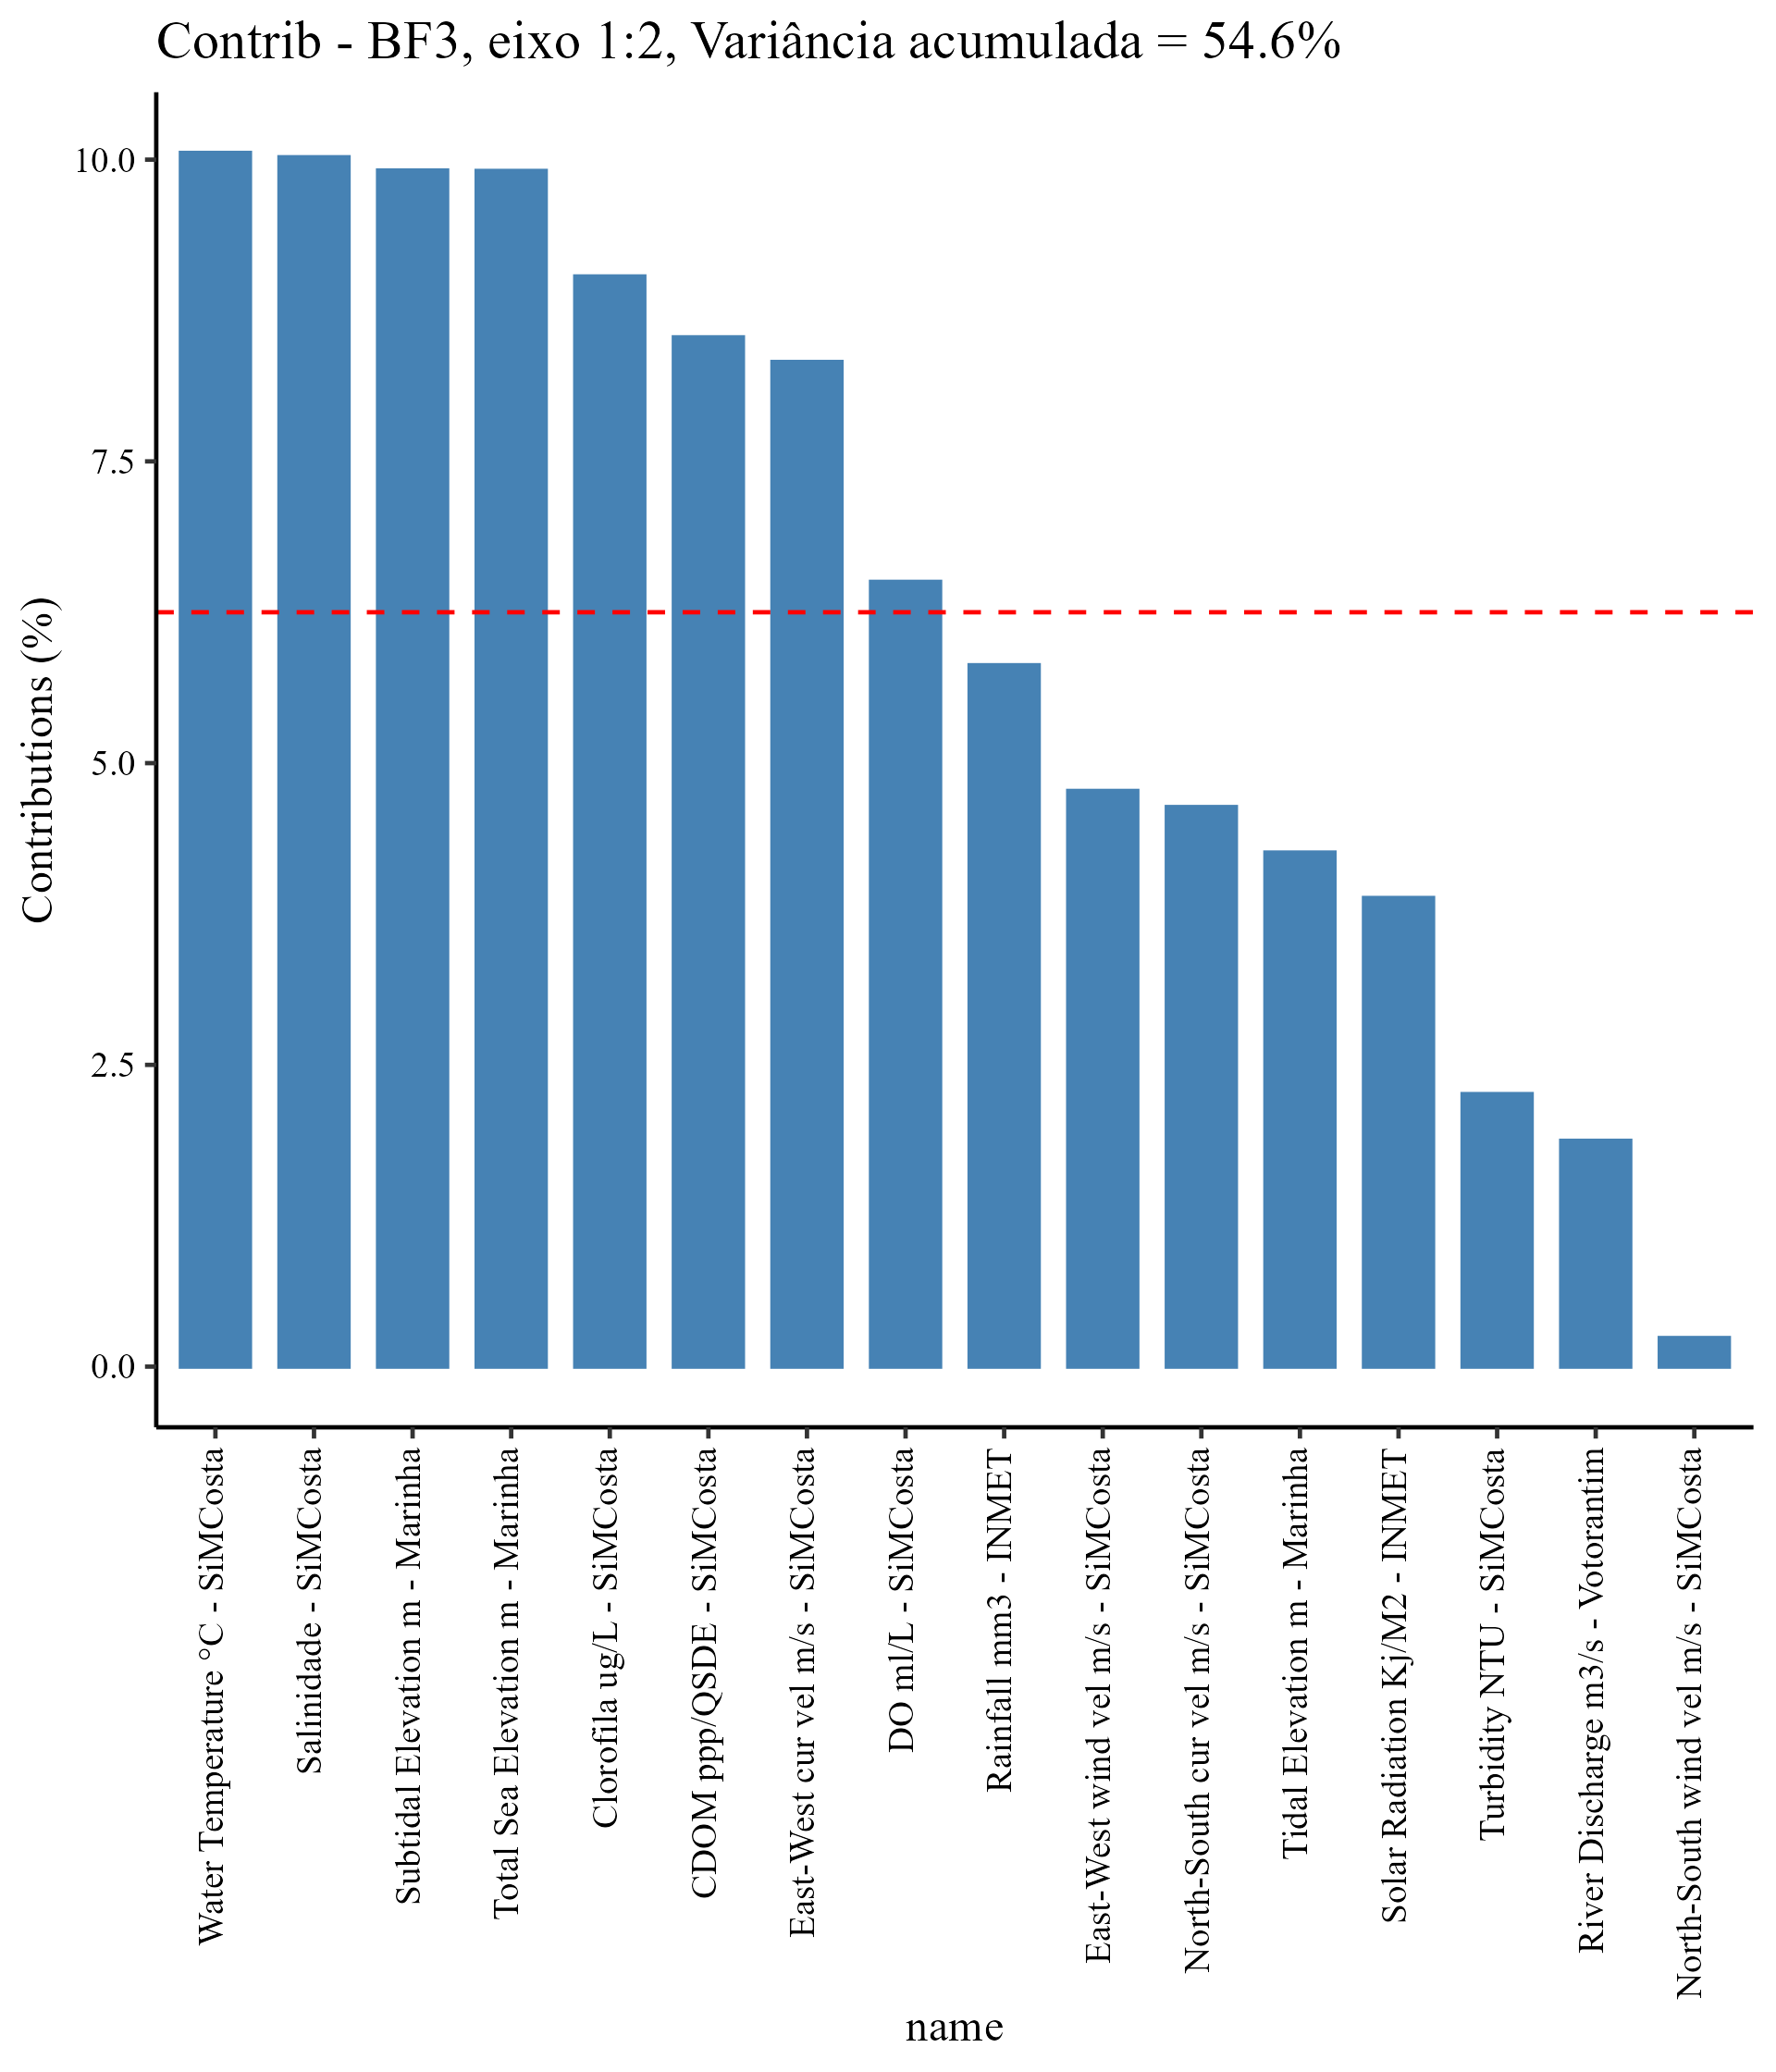 Contrib - BF3, eixo 1:2, Variância acumulada = 54.6%
Contributions (%)
10.0
7.5
5.0
2.5
0.0
Water Temperature °C - SiMCosta
Salinidade - SiMCosta
Subtidal Elevation m - Marinha
Total Sea Elevation m - Marinha
Clorofila ug/L - SiMCosta
CDOM ppp/QSDE - SiMCosta
East-West cur vel m/s - SiMCosta
DO ml/L - SiMCosta
Rainfall mm3 - INMET
East-West wind vel m/s - SiMCosta
North-South cur vel m/s - SiMCosta
Tidal Elevation m - Marinha
Solar Radiation Kj/M2 - INMET
Turbidity NTU - SiMCosta
River Discharge m3/s - Votorantim
North-South wind vel m/s - SiMCosta
name